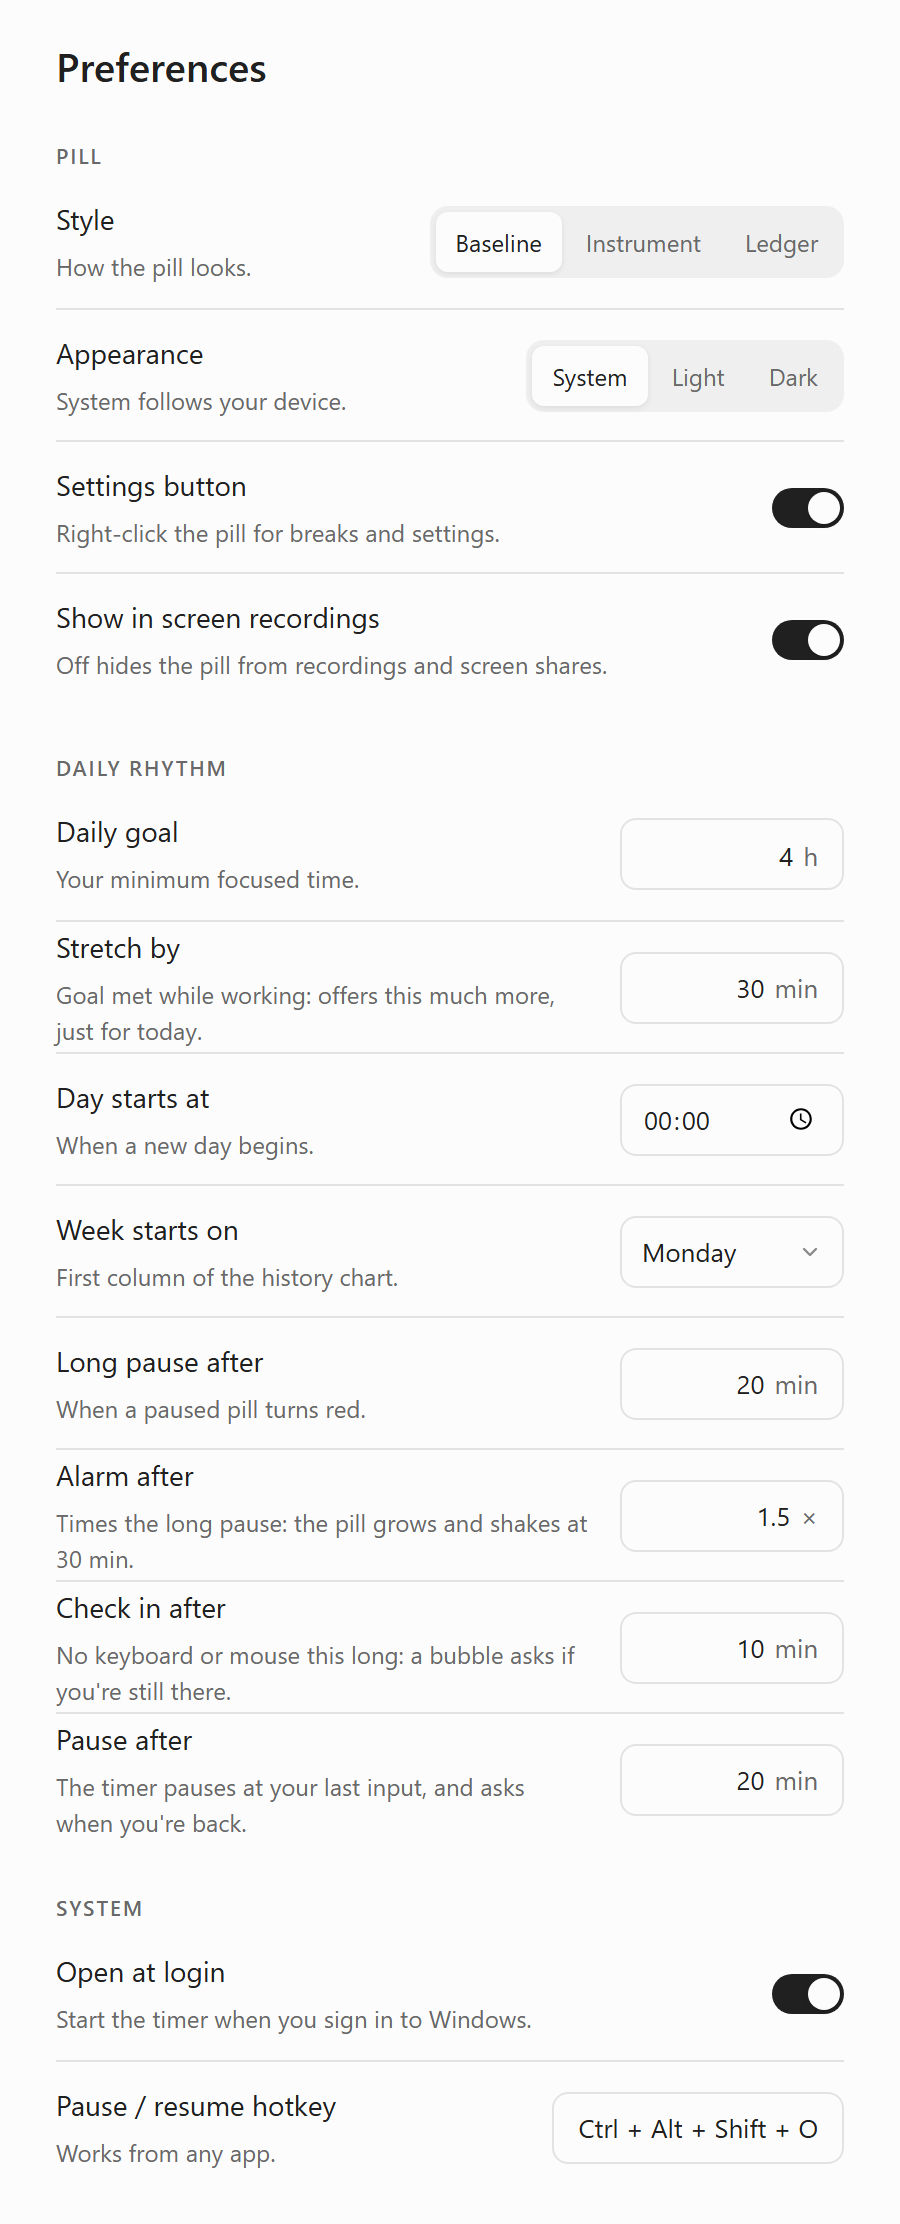 Preferences
PILL
Style
How the pill looks.
Baseline Instrument Ledger
Appearance
System follows your device.
System Light Dark
Settings button
Right-click the pill for breaks and settings.
Show in screen recordings
Off hides the pill from recordings and screen shares.
DAILY RHYTHM
Daily goal
Your minimum focused time.
4 h
Stretch by
Goal met while working: offers this much more,
just for today.
30 min
Day starts at
When a new day begins.
00:00
Week starts on
First column of the history chart.
Monday
Long pause after
When a paused pill turns red.
20 min
Alarm after
Times the long pause: the pill grows and shakes at
30 min.
1.5 ×
Check in after
No keyboard or mouse this long: a bubble asks if
you're still there.
10 min
Pause after
The timer pauses at your last input, and asks
when you're back.
20 min
SYSTEM
Open at login
Start the timer when you sign in to Windows.
Pause / resume hotkey
Works from any app.
Ctrl + Alt + Shift + O